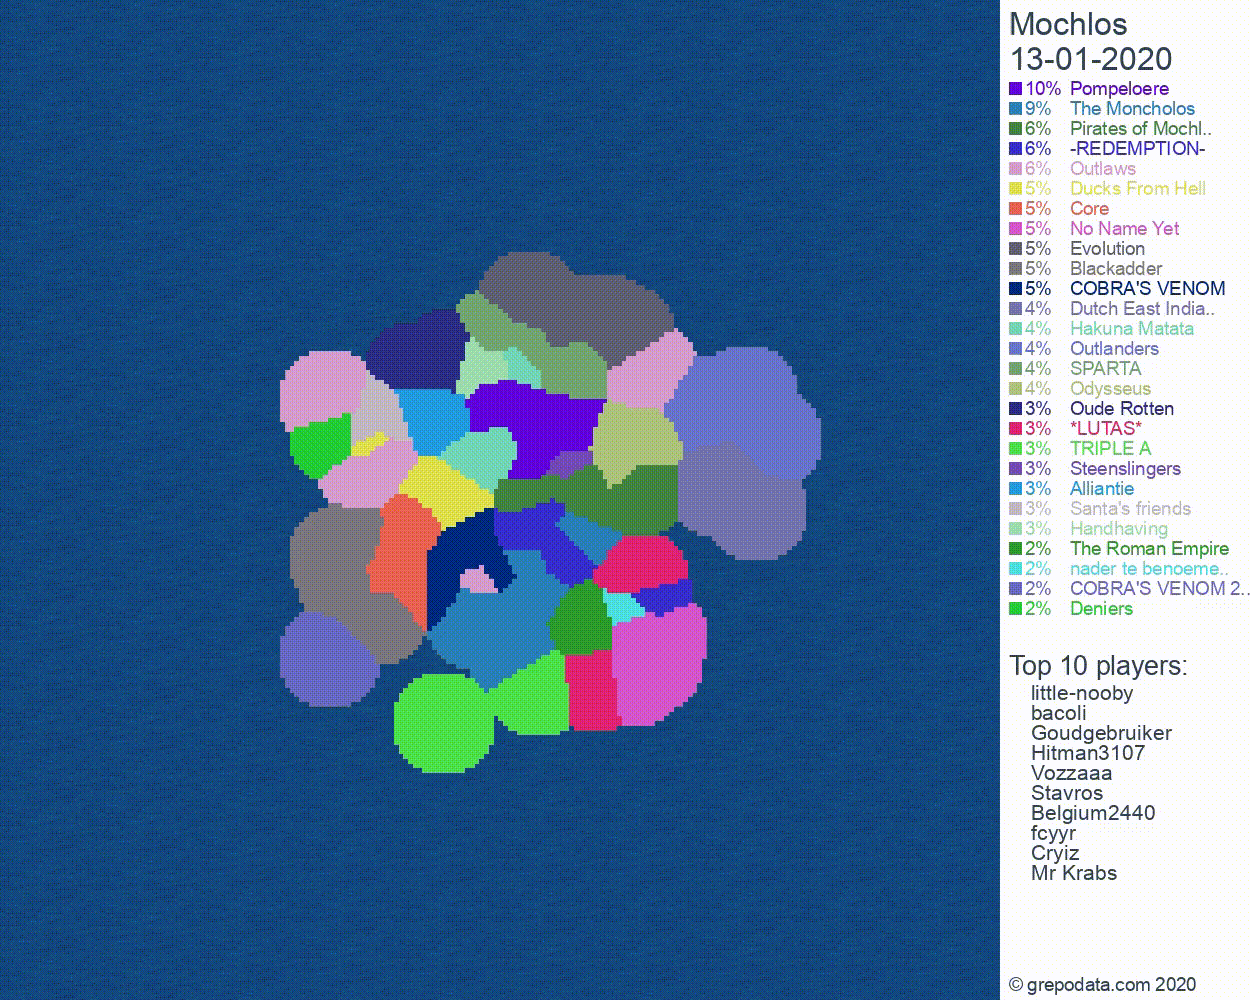 Mochlos
13-01-2020
10% Pompeloere
9% The Moncholos
6% Pirates of Mochl..
6% -REDEMPTION-
6% Outlaws
5% Ducks From Hell
5% Core
5% No Name Yet
5% Evolution
5% Blackadder
5% COBRA'S VENOM
4% Dutch East India..
4% Hakuna Matata
4% Outlanders
4% SPARTA
4% Odysseus
3% Oude Rotten
3% *LUTAS*
3% TRIPLE A
3% Steenslingers
3% Alliantie
3% Santa's friends
3% Handhaving
2% The Roman Empire
2% nader te benoeme..
2% COBRA'S VENOM 2..
2% Deniers
Top 10 players:
little-nooby
bacoli
Goudgebruiker
Hitman3107
Vozzaaa
Stavros
Belgium2440
fcyyr
Cryiz
Mr Krabs
© grepodata.com 2020